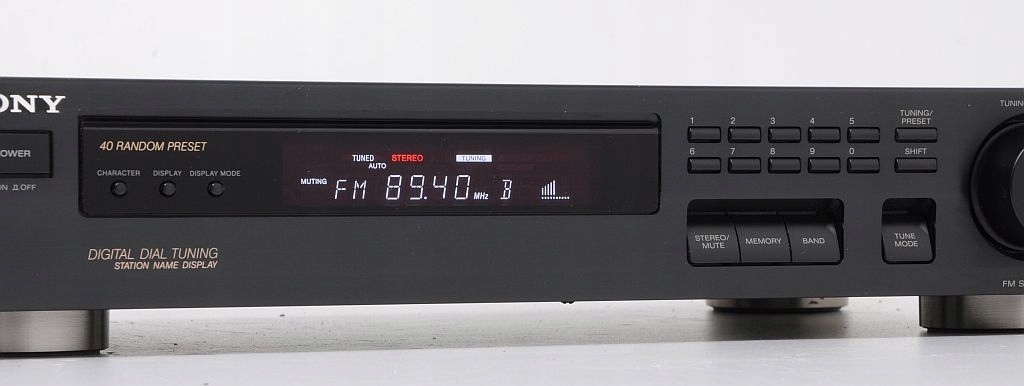 ONY
OWER
N OFF
40 RANDOM PRESET
CHARACTER DISPLAY DISPLAY MODE
TUNED STEREO TUNING
AUTO
MUTING FM 89.40 MHz B
DIGITAL DIAL TUNING
STATION NAME DISPLAY
1 2 3 4 5
TUNING/
PRESET
6 7 8 9 0 SHIFT
STEREO/
MUTE
MEMORY
BAND
TUNE
MODE
TUNIN
FM S